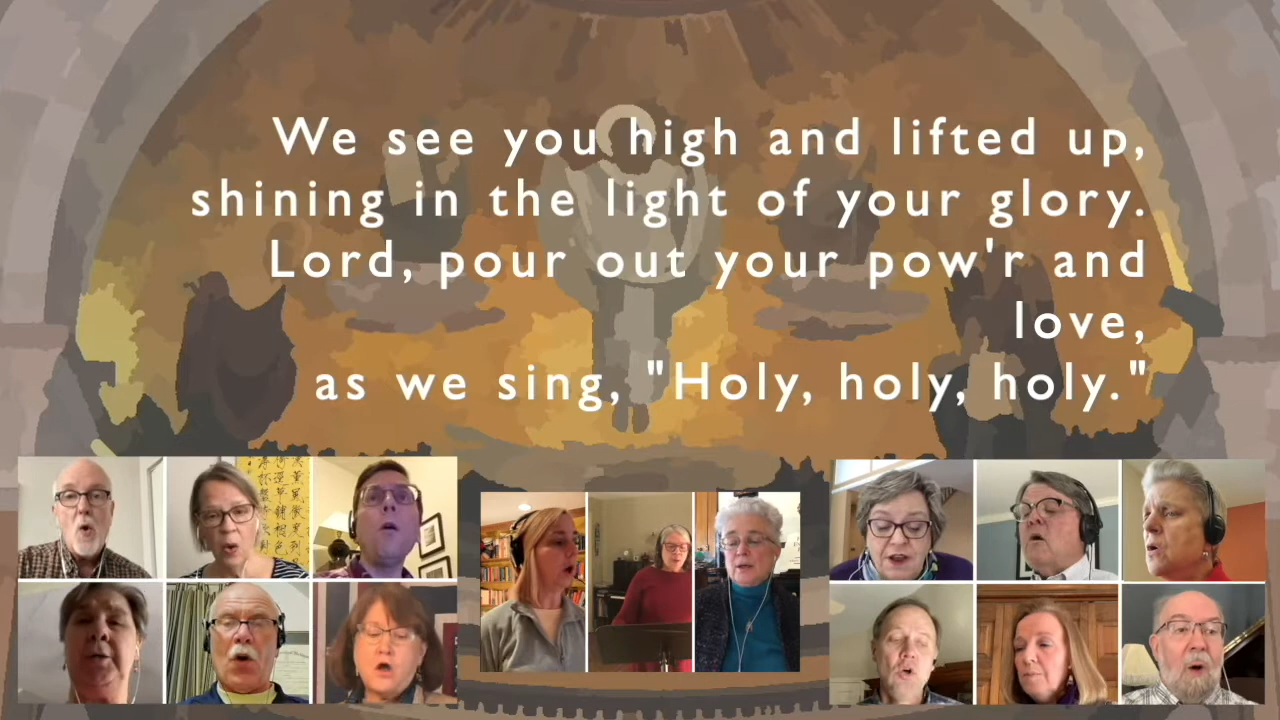 We see you high and lifted up,
shining in the light of your glory.
Lord, pour out your pow'r and
love,
as we sing, "Holy, holy, holy."